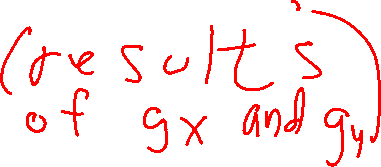 (results
of gx and gy)